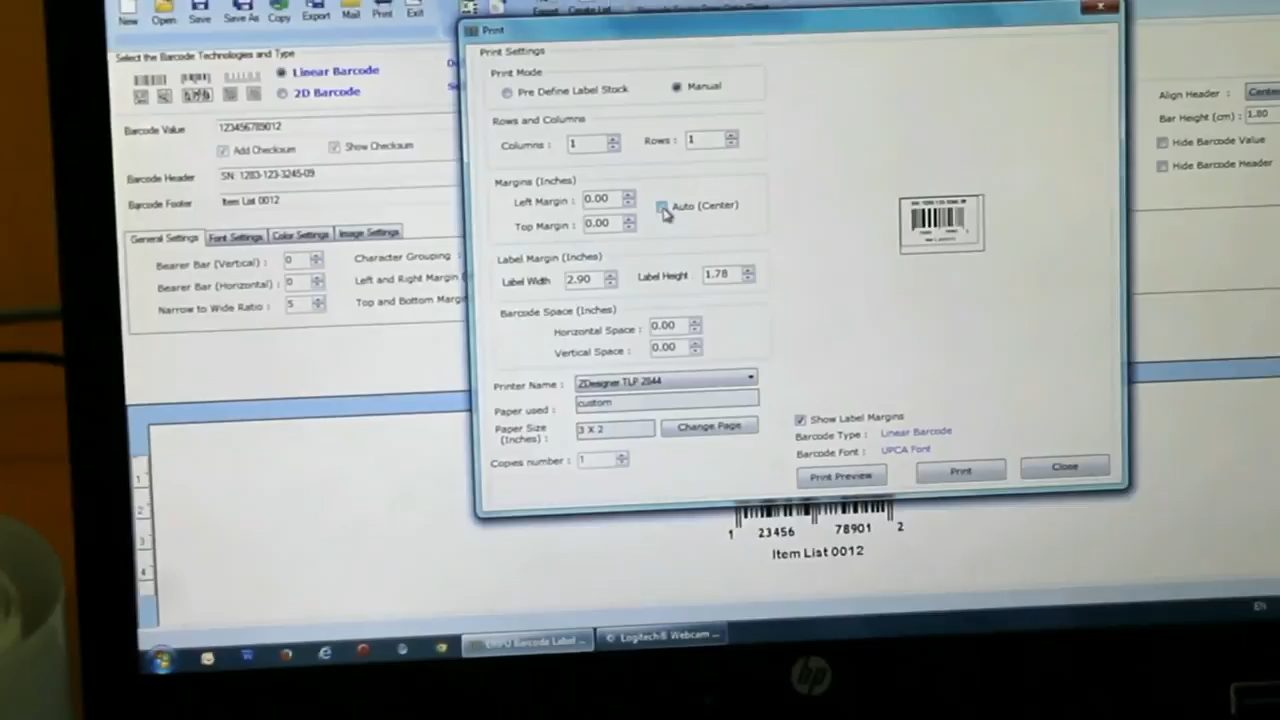 New Open Save Save As Copy Export Mail Print Exit
Select the Barcode Technologies and Type
Linear Barcode
2D Barcode
Barcode Value 123456789012
Add Checksum Show Checksum
Barcode Header SN: 1283-123-3245-09
Barcode Footer Item List 0012
General Settings Font Settings Color Settings Image Settings
Bearer Bar (Vertical) : 0 Character Grouping :
Bearer Bar (Horizontal) : 0 Left and Right Margin (
Narrow to Wide Ratio : 5 Top and Bottom Margin
Print
Print Settings
Print Mode
Pre Define Label Stock Manual
Rows and Columns
Columns : 1 Rows : 1
Margins (Inches)
Left Margin : 0.00 Auto (Center)
Top Margin : 0.00
Label Margin (Inches)
Label Width 2.90 Label Height 1.78
Barcode Space (Inches)
Horizontal Space : 0.00
Vertical Space : 0.00
Printer Name : ZDesigner TLP 2844
Paper used : custom
Paper Size (Inches) : 3 X 2 Change Page
Copies number : 1
Show Label Margins
Barcode Type : Linear Barcode
Barcode Font : UPCA Font
Print Preview Print Close
Align Header : Center
Bar Height (cm) : 1.80
Hide Barcode Value
Hide Barcode Header
1 23456 78901 2
Item List 0012
1
2
3
4
Barcode Label ... Logitech® Webcam ...
EN
hp